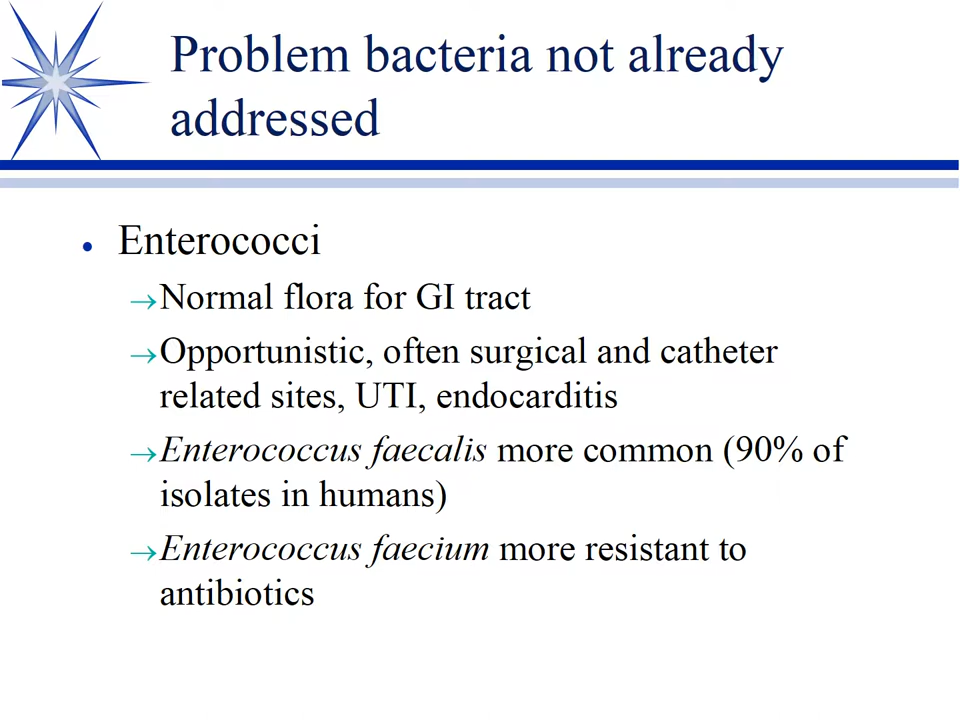 Problem bacteria not already
addressed
• Enterococci
→Normal flora for GI tract
→Opportunistic, often surgical and catheter
related sites, UTI, endocarditis
→Enterococcus faecalis more common (90% of
isolates in humans)
→Enterococcus faecium more resistant to
antibiotics